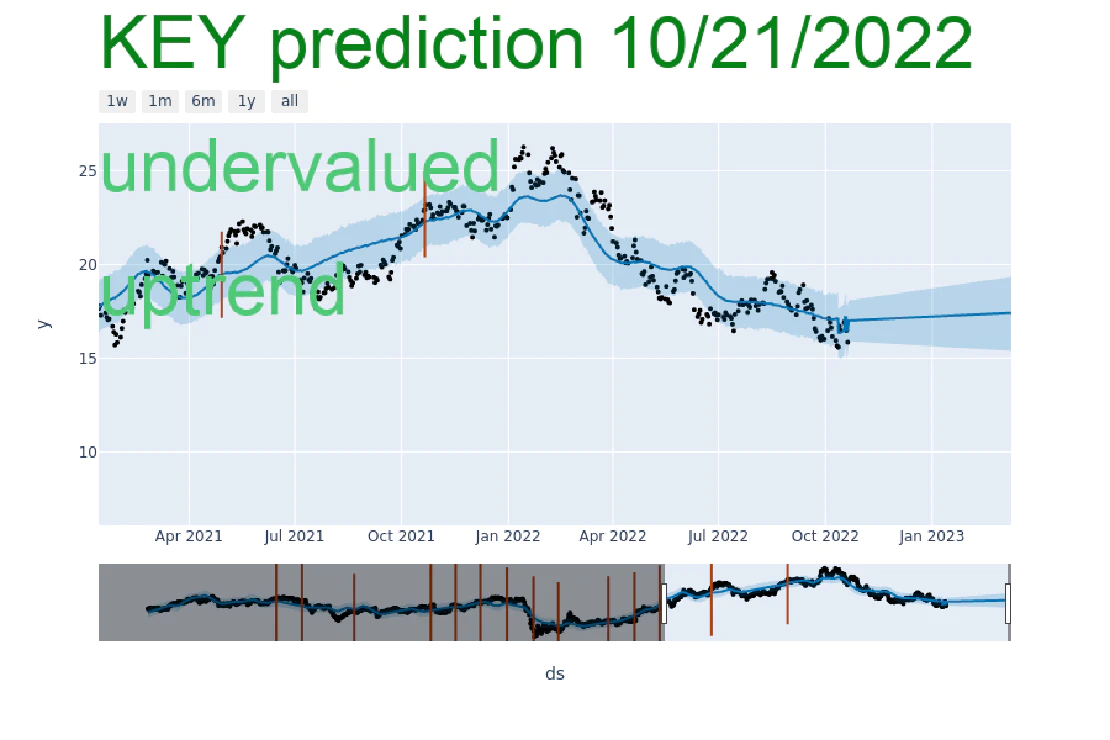 KEY prediction 10/21/2022
1w 1m 6m 1y all
undervalued
25
20
uptrend
y
15
10
Apr 2021 Jul 2021 Oct 2021 Jan 2022 Apr 2022 Jul 2022 Oct 2022 Jan 2023
ds